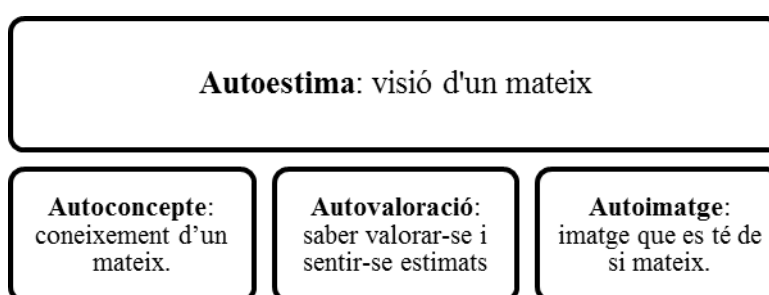 Autoestima: visió d'un mateix
Autoconcepte:
coneixement d’un
mateix.
Autovaloració:
saber valorar-se i
sentir-se estimats
Autoimatge:
imatge que es té de
si mateix.